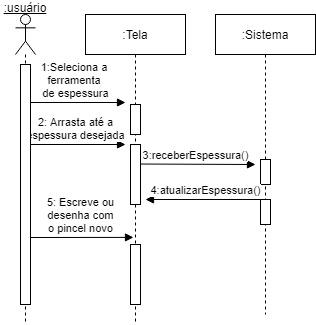 :usuário
:Tela
:Sistema
1:Seleciona a
ferramenta
de espessura
2: Arrasta até a
espessura desejada
3:receberEspessura()
4:atualizarEspessura()
5: Escreve ou
desenha com
o pincel novo